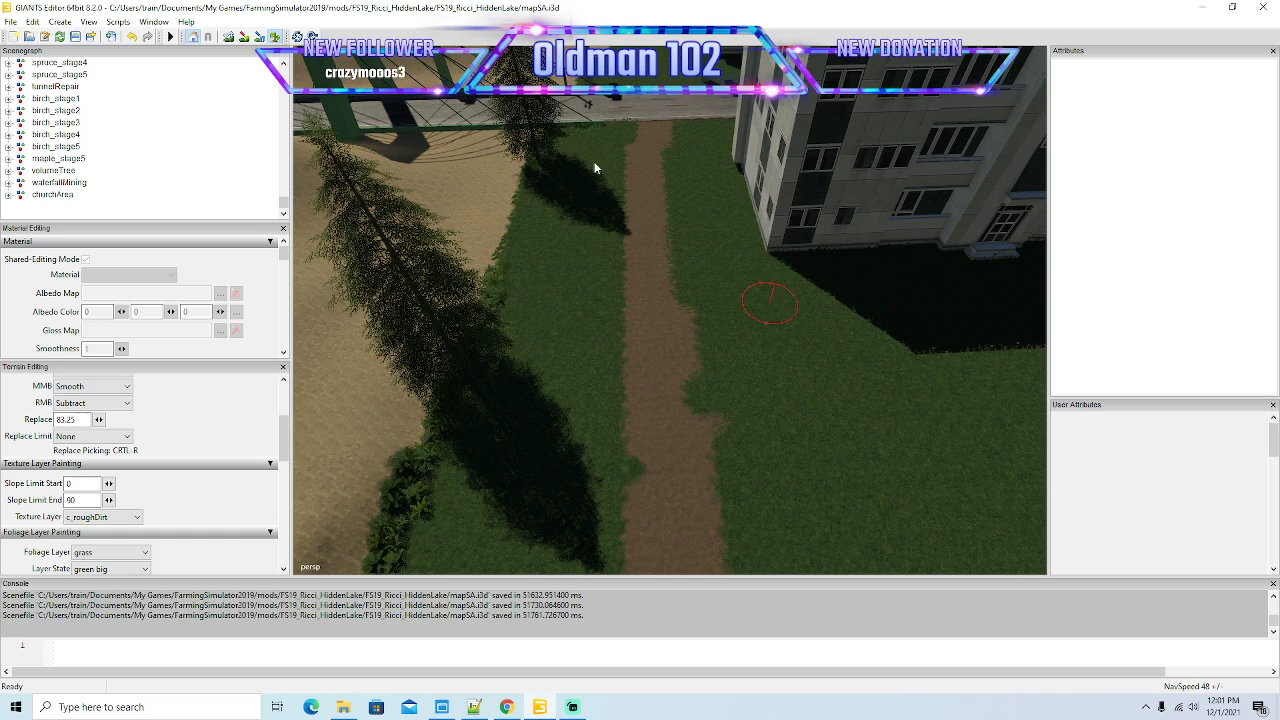 GIANTS Editor 64bit 8.2.0 - C:/Users/train/Documents/My Games/FarmingSimulator2019/mods/FS19_Ricci_HiddenLake/FS19_Ricci_HiddenLake/mapSA.i3d
File
Window
Help
NEW FOLLOWER
crazymooos3
Oldman 102
NEW DONATION
Scenegraph
spruce_stage4
spruce_stage5
birch_stage1
birch_stage2
birch_stage3
birch_stage4
birch_stage5
maple_stage5
volcano
waterfallMining
BirchArea
Material Editing
Material
Shared-Editing Mode
Material
Albedo Map
Albedo Color 0 0 0
Gloss Map
Smoothness 1
Terrain Editing
MMB Smooth
RMB Subtract
Replace 83.25
Replace Limit None
Replace Picking: CRTL-R
Texture Layer Painting
Slope Limit Start 0
Slope Limit End 90
Texture Layer c_roughDirt
Foliage Layer Painting
Foliage Layer grass
Layer State green big
persp
User Attributes
Console
Scenefile 'C:/Users/train/Documents/My Games/FarmingSimulator2019/mods/FS19_Ricci_HiddenLake/FS19_Ricci_HiddenLake/mapSA.i3d' saved in 51632.951400 ms.
Scenefile 'C:/Users/train/Documents/My Games/FarmingSimulator2019/mods/FS19_Ricci_HiddenLake/FS19_Ricci_HiddenLake/mapSA.i3d' saved in 51730.064600 ms.
Scenefile 'C:/Users/train/Documents/My Games/FarmingSimulator2019/mods/FS19_Ricci_HiddenLake/FS19_Ricci_HiddenLake/mapSA.i3d' saved in 51761.726700 ms.
1
Ready
NavSpeed 48 +/-
Type here to search
12:01 PM
12/1/2021
18